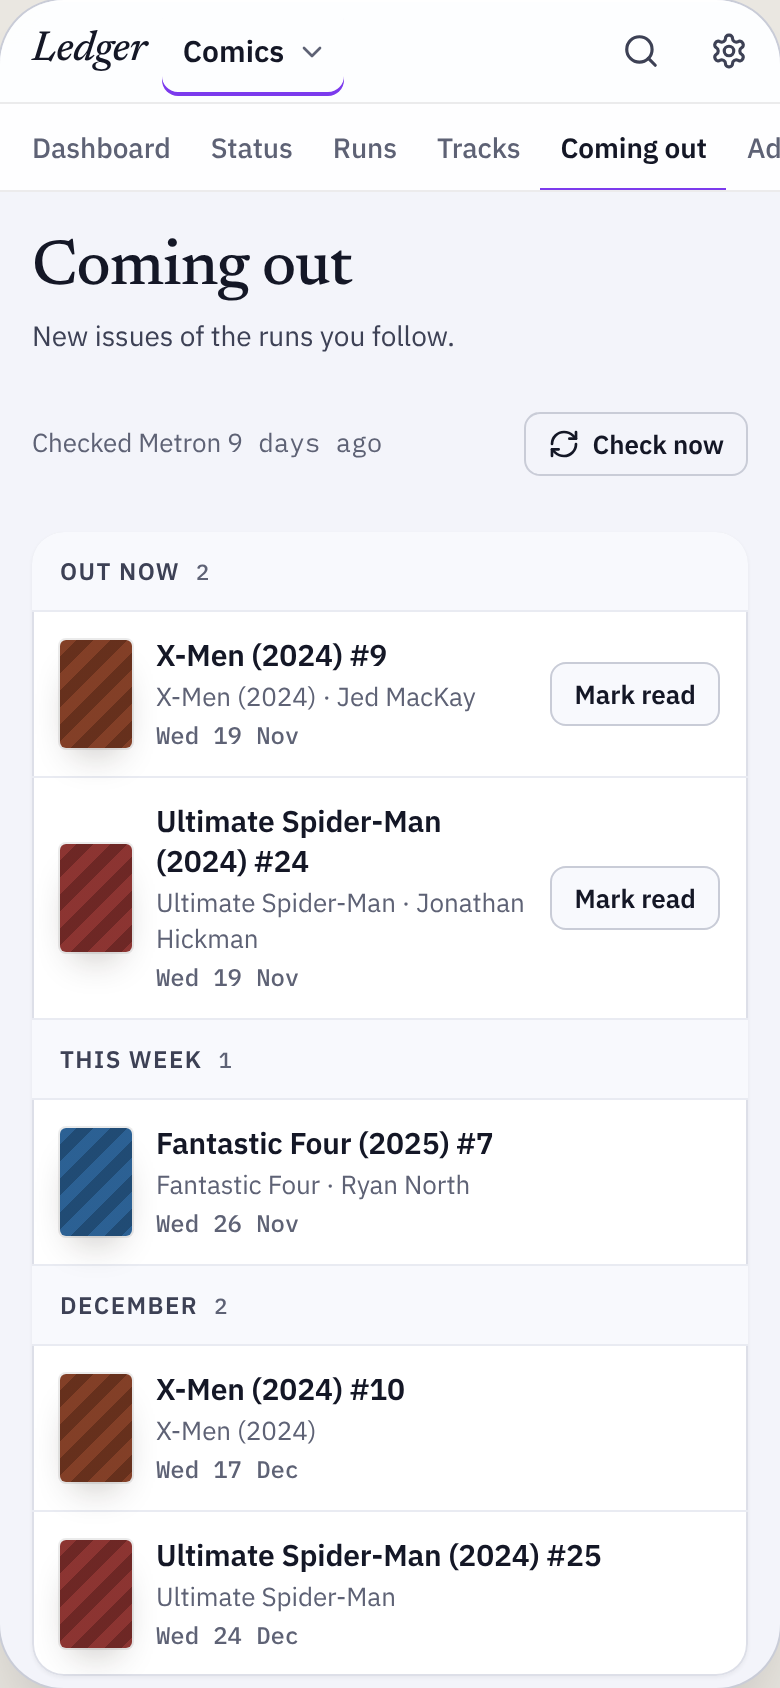 Ledger Comics
Dashboard Status Runs Tracks Coming out Ad
Coming out
New issues of the runs you follow.
Checked Metron 9 days ago Check now
OUT NOW 2
X-Men (2024) #9
X-Men (2024) · Jed MacKay
Wed 19 Nov
Mark read
Ultimate Spider-Man
(2024) #24
Ultimate Spider-Man · Jonathan
Hickman
Wed 19 Nov
Mark read
THIS WEEK 1
Fantastic Four (2025) #7
Fantastic Four · Ryan North
Wed 26 Nov
DECEMBER 2
X-Men (2024) #10
X-Men (2024)
Wed 17 Dec
Ultimate Spider-Man (2024) #25
Ultimate Spider-Man
Wed 24 Dec